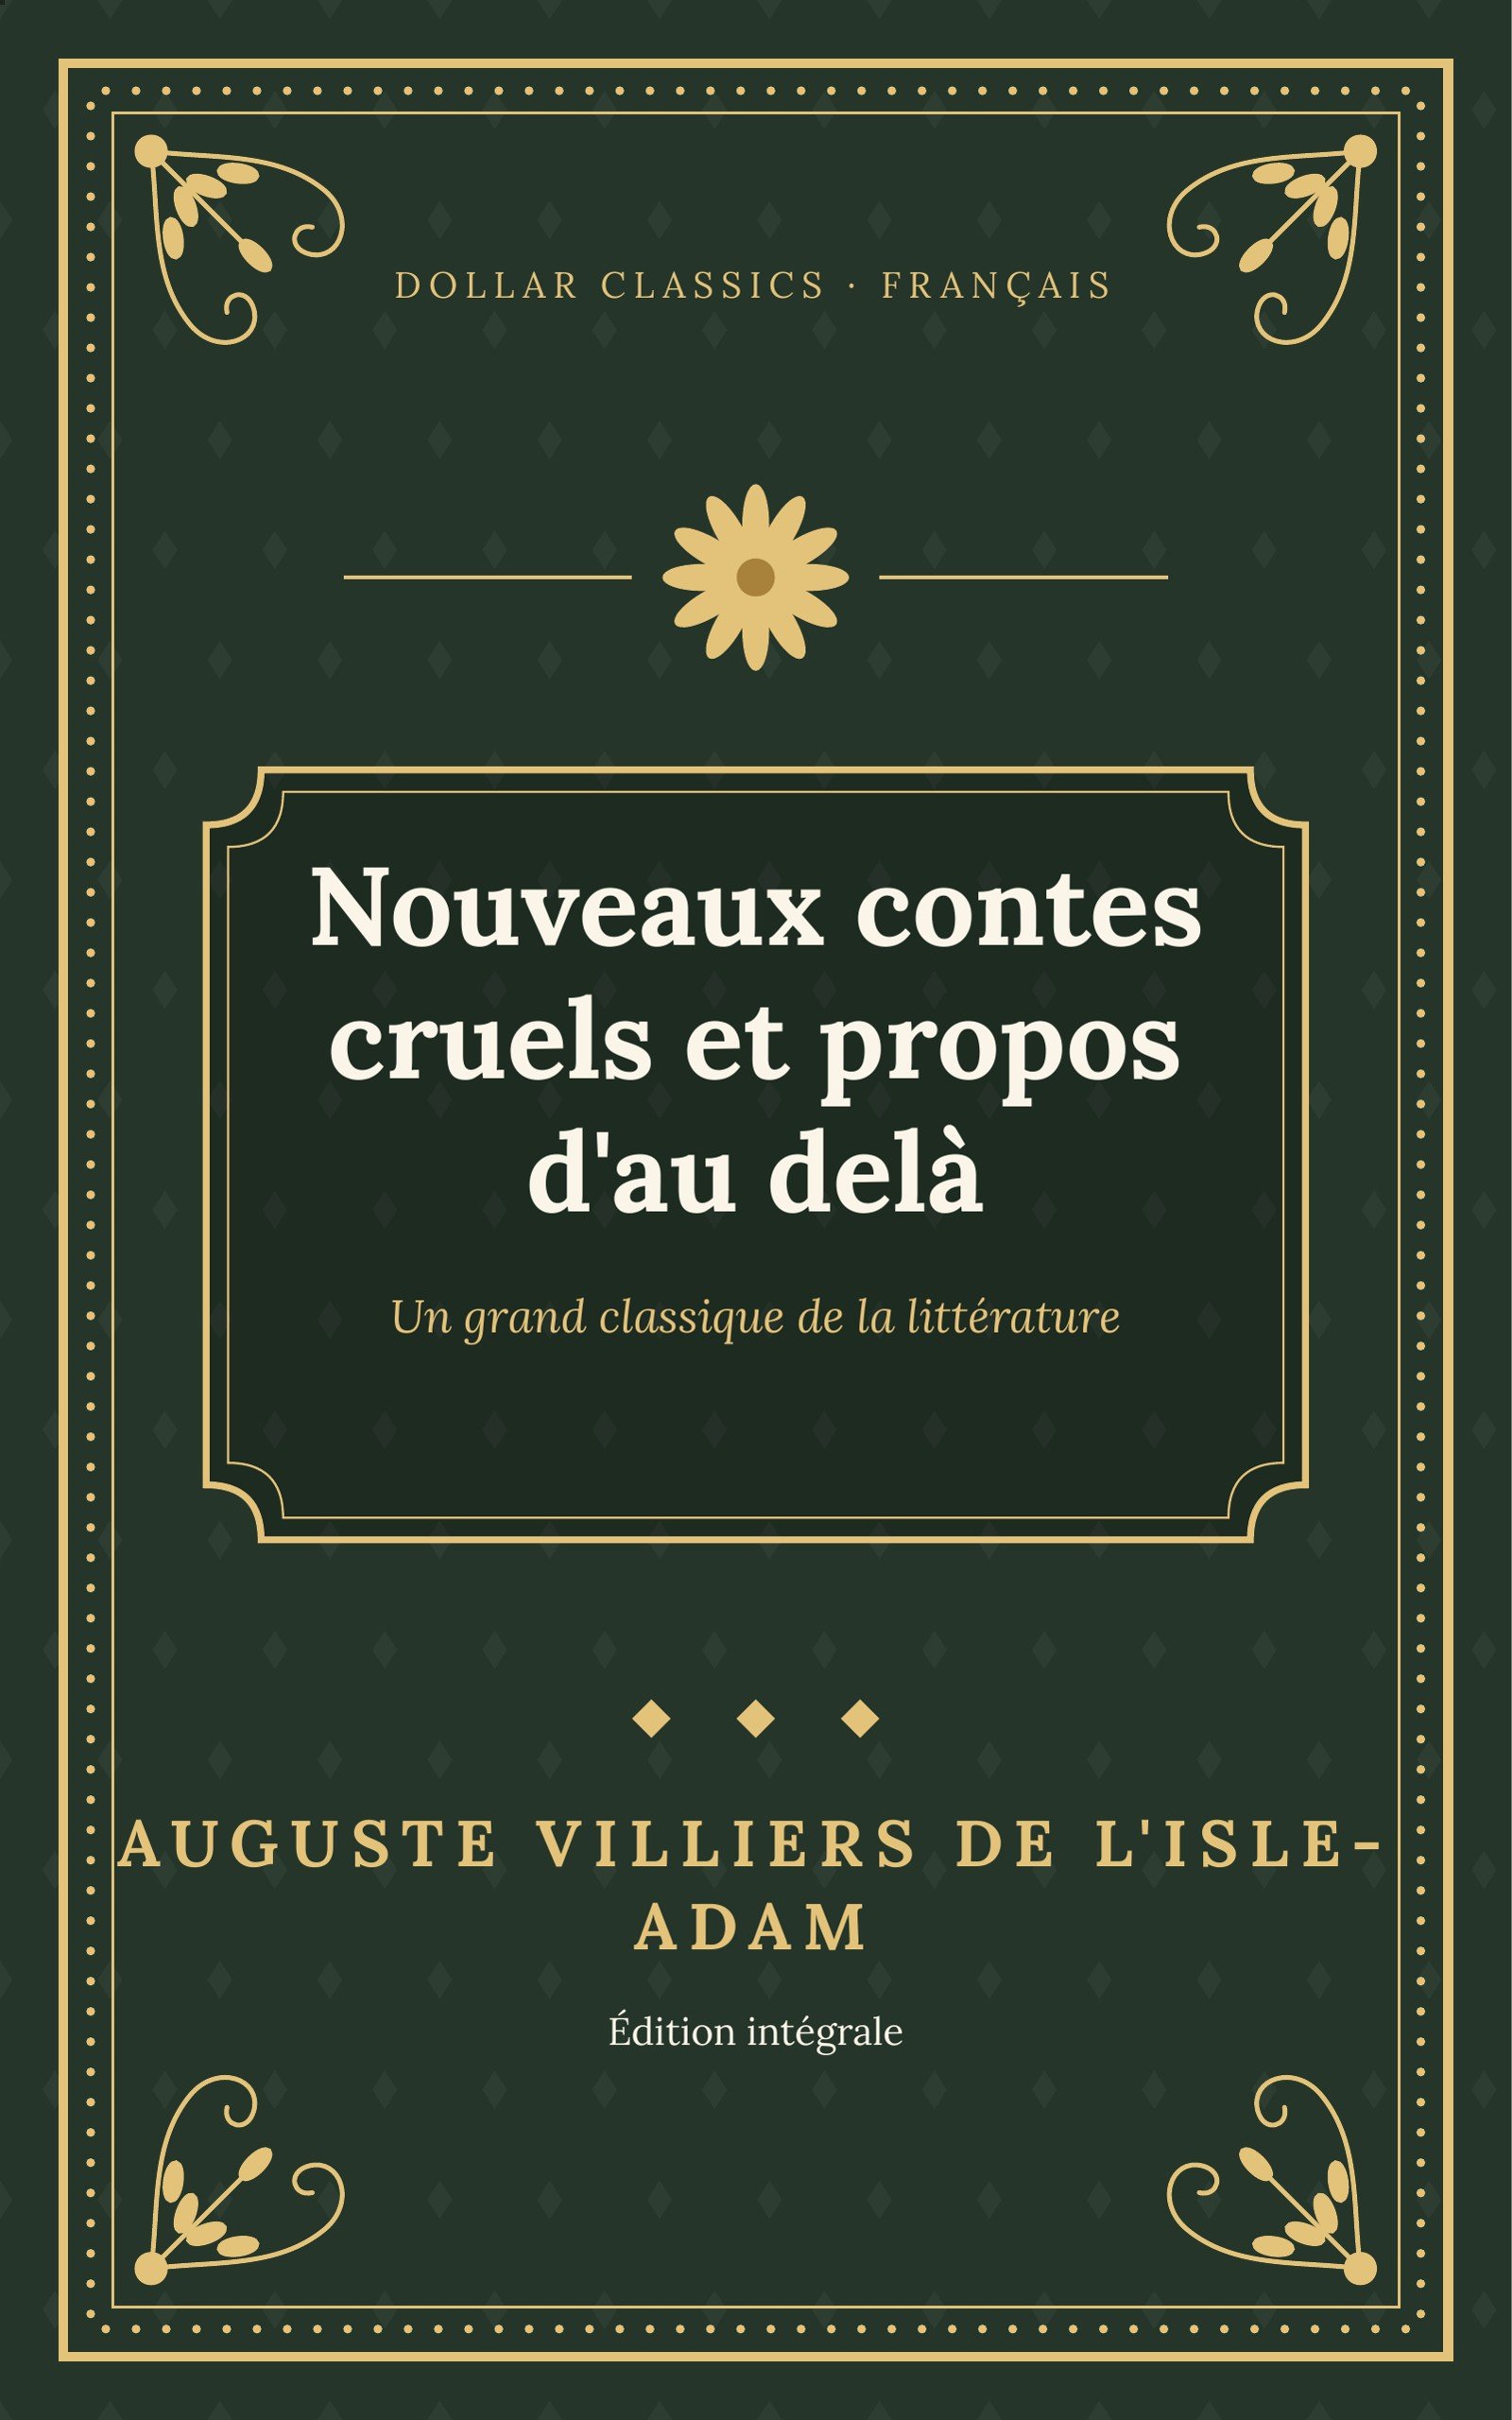 DOLLAR CLASSICS · FRANÇAIS
Nouveaux contes
cruels et propos
d'au delà
Un grand classique de la littérature
AUGUSTE VILLIERS DE L'ISLE-
ADAM
Édition intégrale